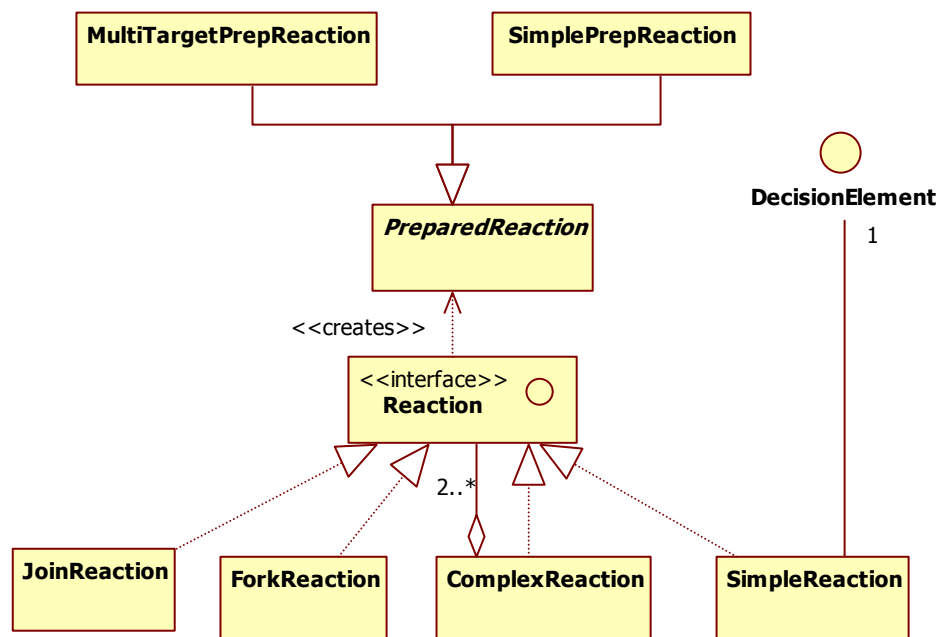 MultiTargetPrepReaction
SimplePrepReaction
DecisionElement
1
PreparedReaction
<<creates>>
<<interface>>
Reaction
2..*
JoinReaction
ForkReaction
ComplexReaction
SimpleReaction